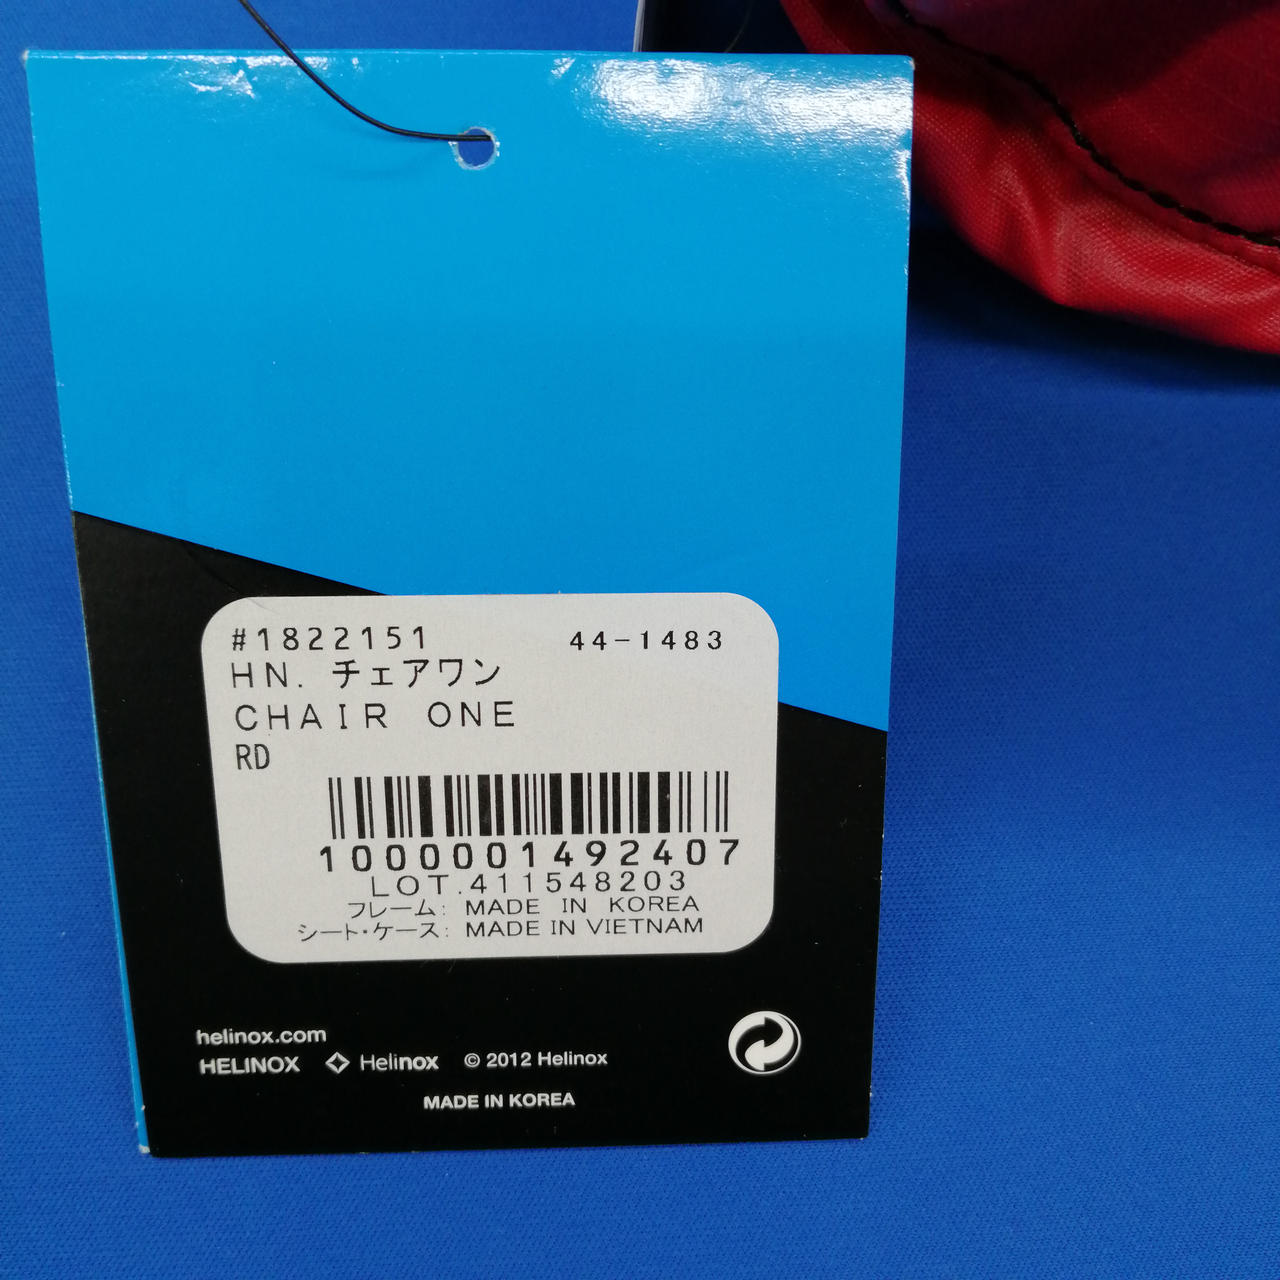 #1822151 44-1483
HN. チェアワン
CHAIR ONE
RD
1000001492407
LOT.411548203
フレーム: MADE IN KOREA
シート・ケース: MADE IN VIETNAM
helinox.com
HELINOX Helinox © 2012 Helinox
MADE IN KOREA